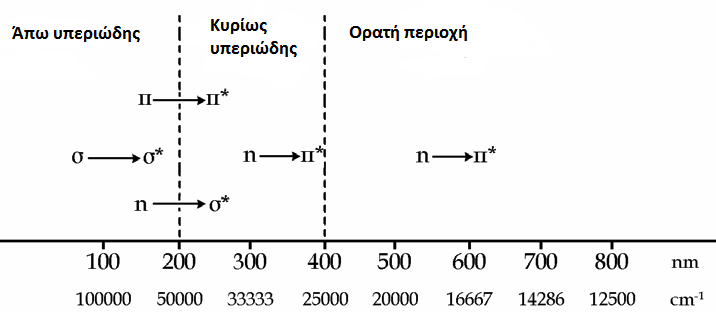 Άπω υπεριώδης
Κυρίως
υπεριώδης
Ορατή περιοχή
π π*
σ σ* n π* n π*
n σ*
100 200 300 400 500 600 700 800 nm
100000 50000 33333 25000 20000 16667 14286 12500 cm-1